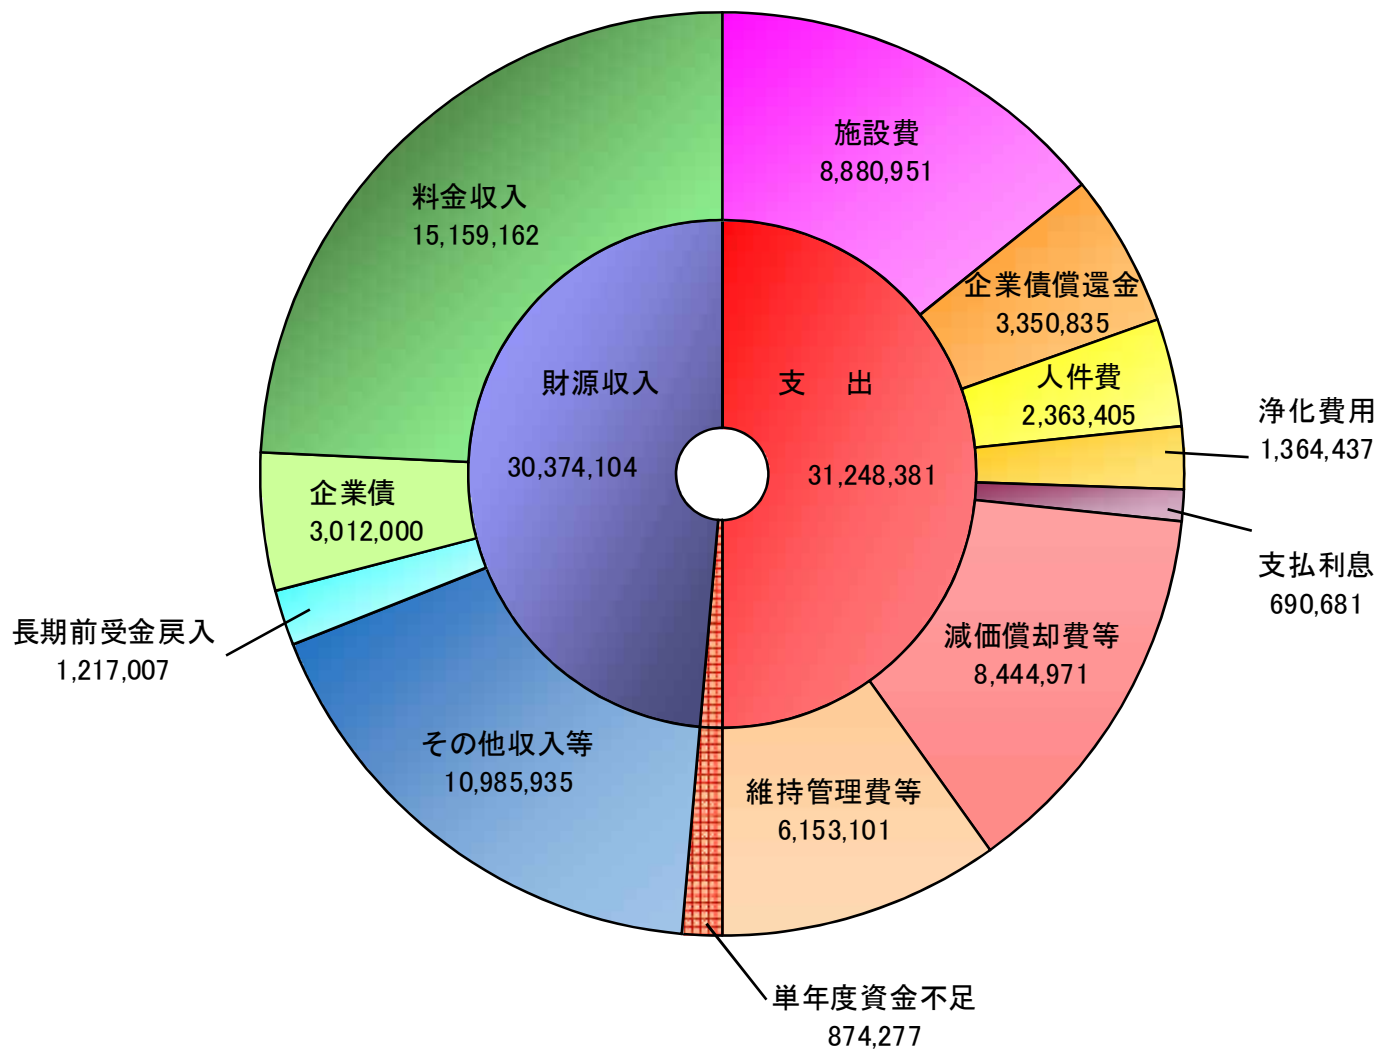 施設費
8,880,951
料金収入
15,159,162
企業債償還金
3,350,835
財源収入
30,374,104
支　出
31,248,381
人件費
2,363,405
浄化費用
1,364,437
企業債
3,012,000
支払利息
690,681
長期前受金戻入
1,217,007
減価償却費等
8,444,971
その他収入等
10,985,935
維持管理費等
6,153,101
単年度資金不足
874,277